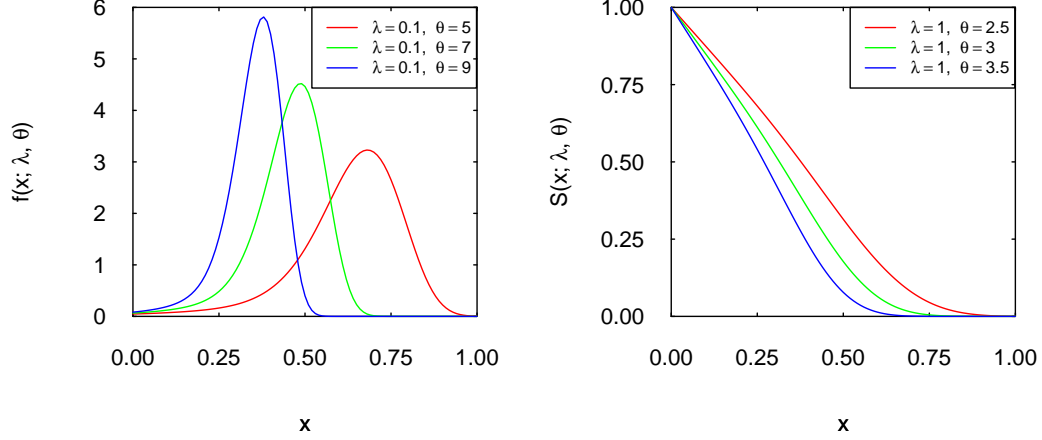 f(x; λ, θ)
6
5
4
3
2
1
0
0.00 0.25 0.50 0.75 1.00
x
λ = 0.1, θ = 5
λ = 0.1, θ = 7
λ = 0.1, θ = 9
S(x; λ, θ)
1.00
0.75
0.50
0.25
0.00
0.00 0.25 0.50 0.75 1.00
x
λ = 1, θ = 2.5
λ = 1, θ = 3
λ = 1, θ = 3.5